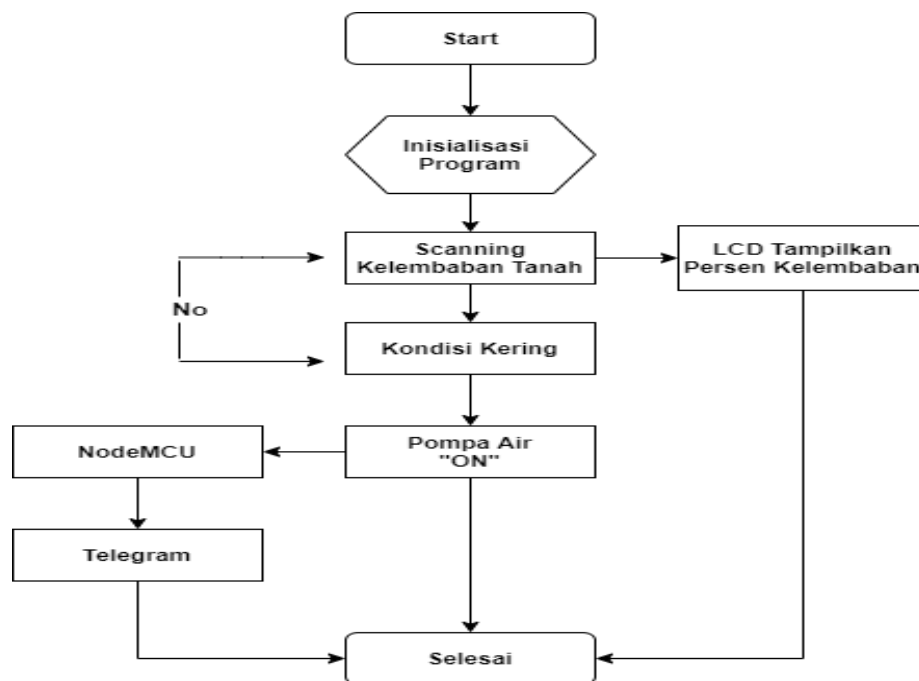 Start
Inisialisasi
Program
Scanning
Kelembaban Tanah
LCD Tampilkan
Persen Kelembaban
No
Kondisi Kering
Pompa Air
"ON"
NodeMCU
Telegram
Selesai